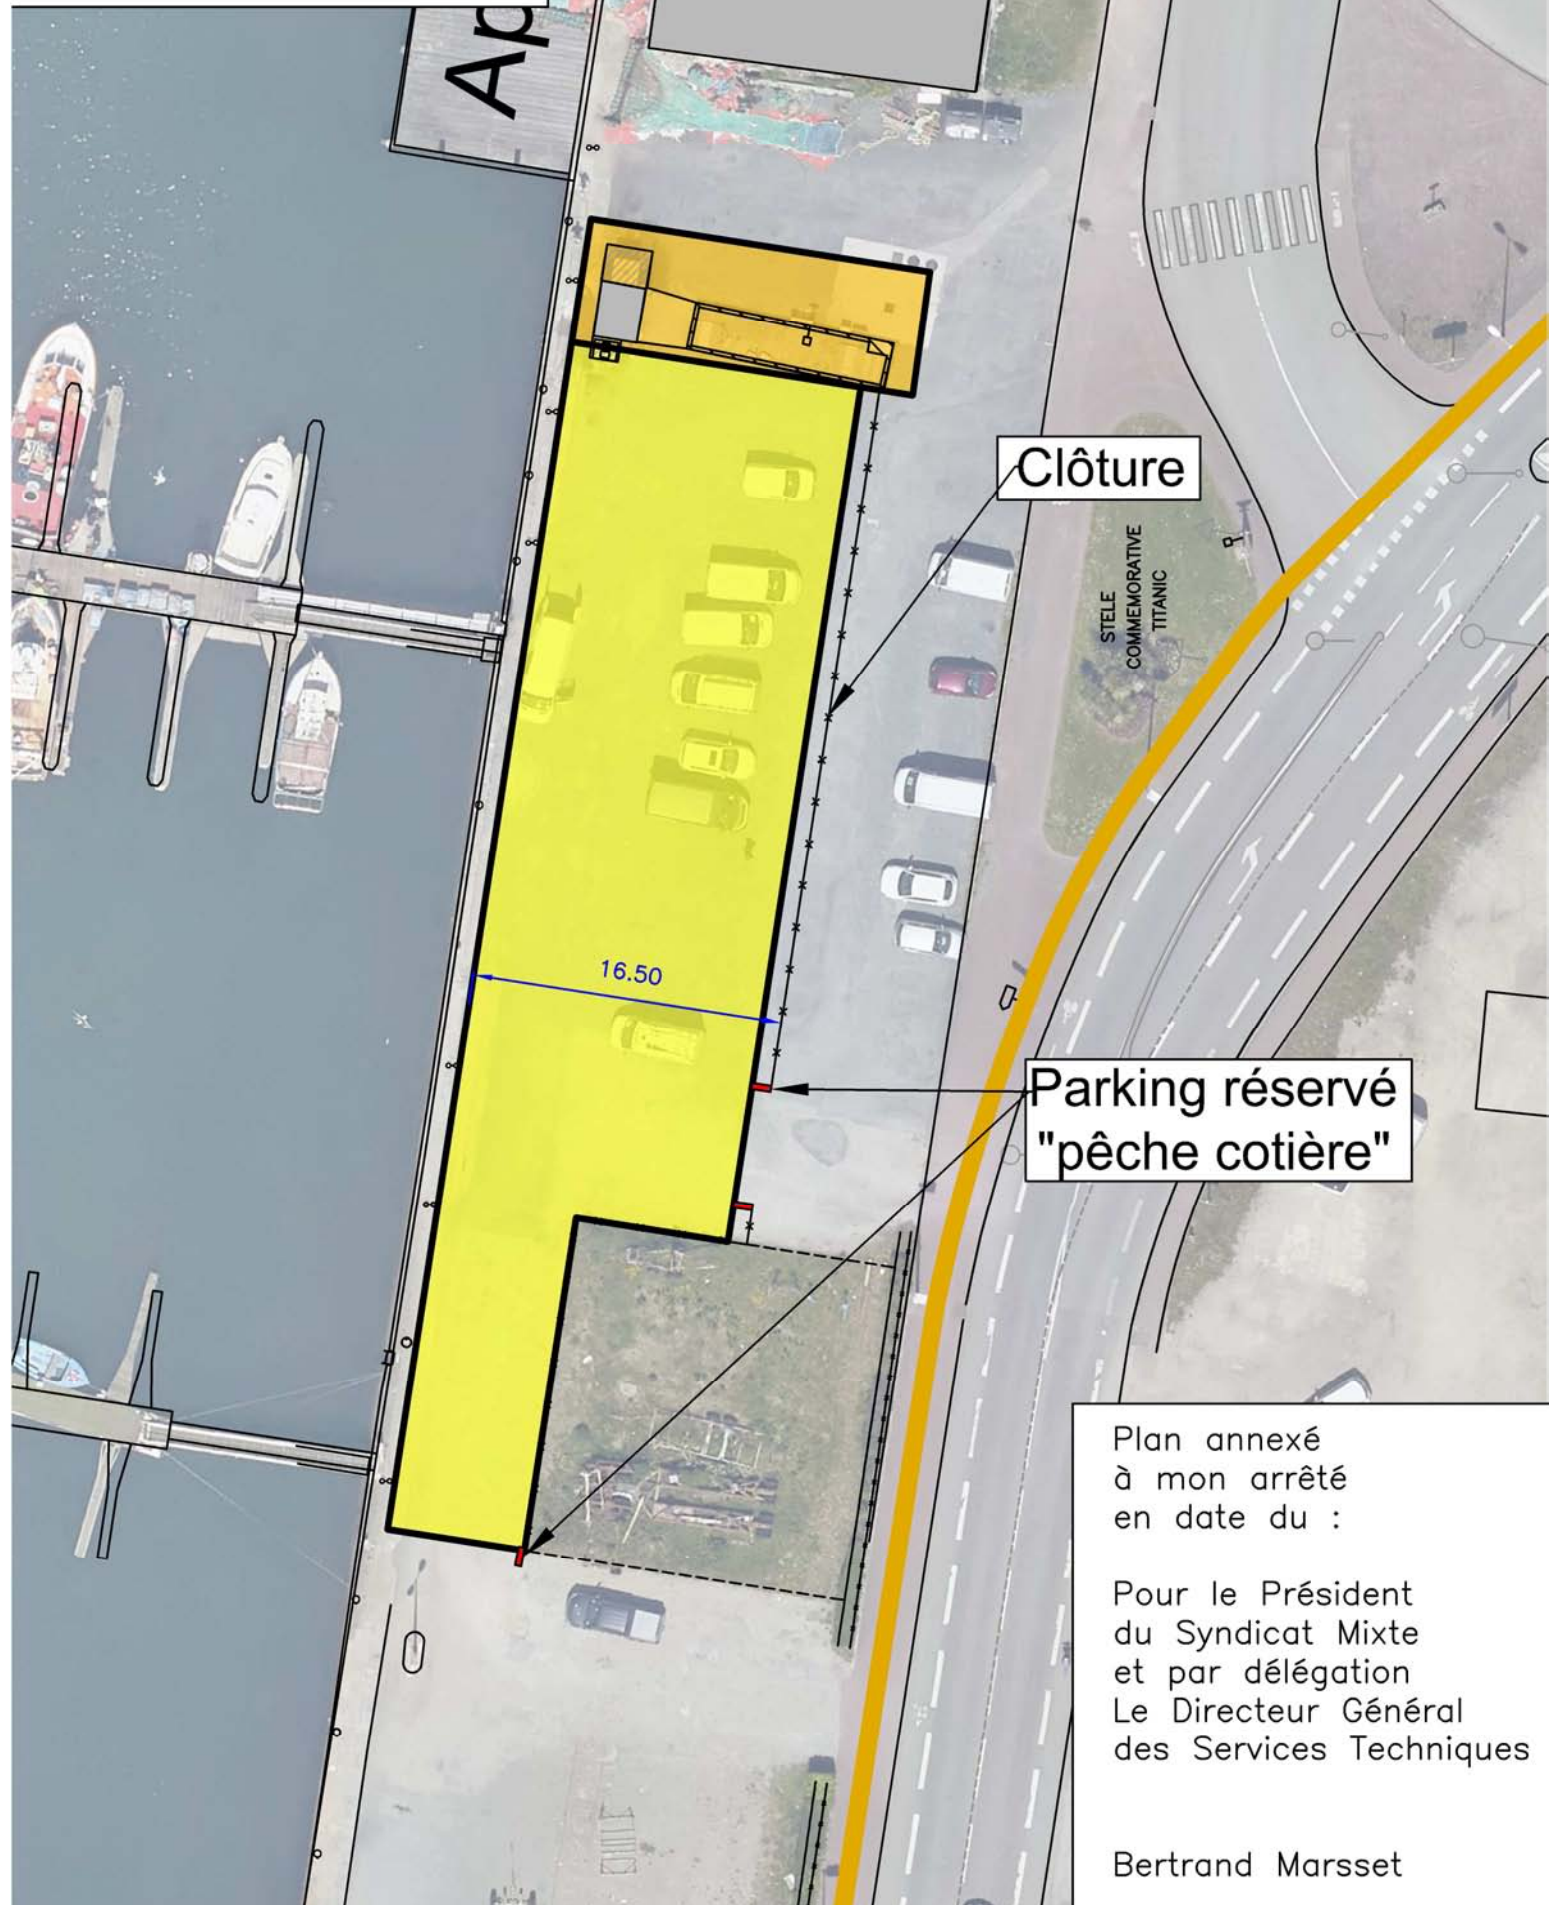 Clôture
STELE
COMMEMORATIVE
TITANIC
16.50
Parking réservé
"pêche cotière"
Plan annexé
à mon arrêté
en date du :
Pour le Président
du Syndicat Mixte
et par délégation
Le Directeur Général
des Services Techniques
Bertrand Marsset